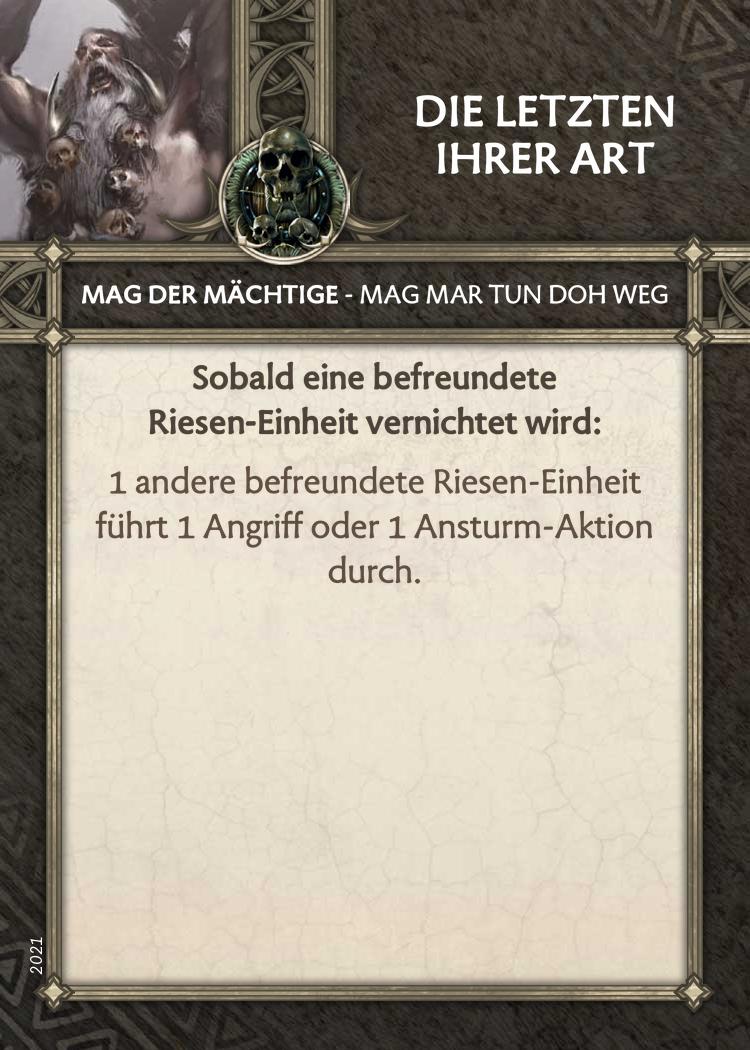 DIE LETZTEN
IHRER ART
MAG DER MÄCHTIGE - MAG MAR TUN DOH WEG
Sobald eine befreundete
Riesen-Einheit vernichtet wird:
1 andere befreundete Riesen-Einheit
führt 1 Angriff oder 1 Ansturm-Aktion
durch.
2021